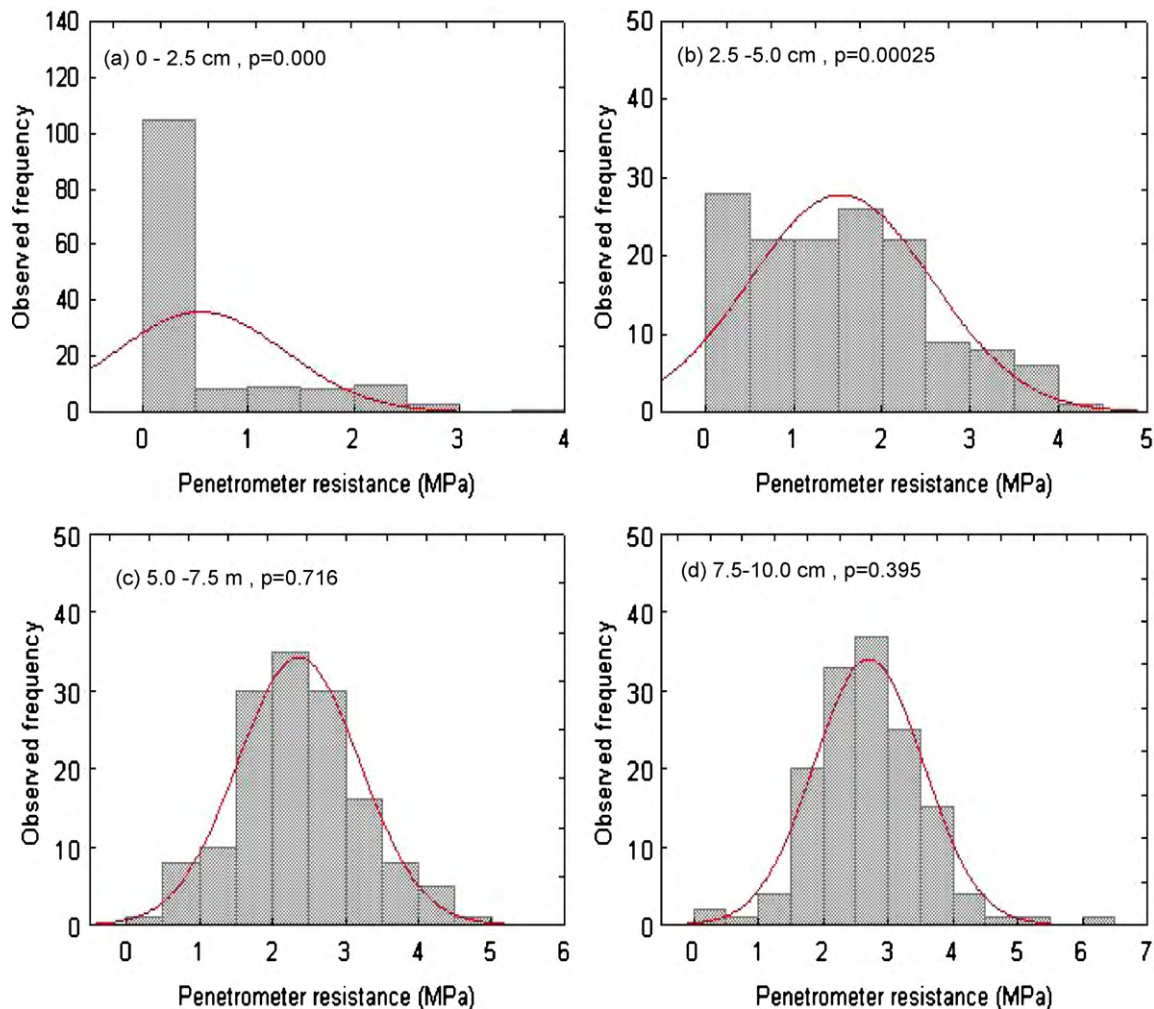 (a) 0 - 2.5 cm , p=0.000
140
120
100
80
60
40
20
0
Observed frequency
0 1 2 3 4
Penetrometer resistance (MPa)
(b) 2.5 -5.0 cm , p=0.00025
50
40
30
20
10
0
Observed frequency
0 1 2 3 4 5
Penetrometer resistance (MPa)
(c) 5.0 -7.5 m , p=0.716
50
40
30
20
10
0
Observed frequency
0 1 2 3 4 5 6
Penetrometer resistance (MPa)
(d) 7.5-10.0 cm , p=0.395
50
40
30
20
10
0
Observed frequency
0 1 2 3 4 5 6 7
Penetrometer resistance (MPa)